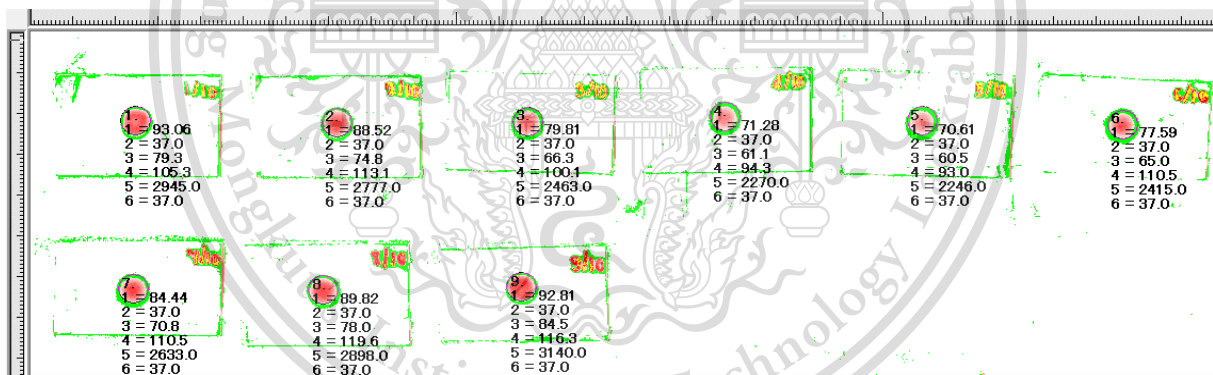 1.
1 = 93.06
2 = 37.0
3 = 79.3
4 = 105.3
5 = 2945.0
6 = 37.0
2.
1 = 88.52
2 = 37.0
3 = 74.8
4 = 113.1
5 = 2777.0
6 = 37.0
3.
1 = 79.81
2 = 37.0
3 = 66.3
4 = 100.1
5 = 2463.0
6 = 37.0
4.
1 = 71.28
2 = 37.0
3 = 61.1
4 = 94.3
5 = 2270.0
6 = 37.0
5.
1 = 70.61
2 = 37.0
3 = 60.5
4 = 93.0
5 = 2246.0
6 = 37.0
6.
1 = 77.59
2 = 37.0
3 = 65.0
4 = 110.5
5 = 2415.0
6 = 37.0
7.
1 = 84.44
2 = 37.0
3 = 70.8
4 = 110.5
5 = 2633.0
6 = 37.0
8.
1 = 89.82
2 = 37.0
3 = 78.0
4 = 119.6
5 = 2898.0
6 = 37.0
9.
1 = 92.81
2 = 37.0
3 = 84.5
4 = 116.3
5 = 3140.0
6 = 37.0